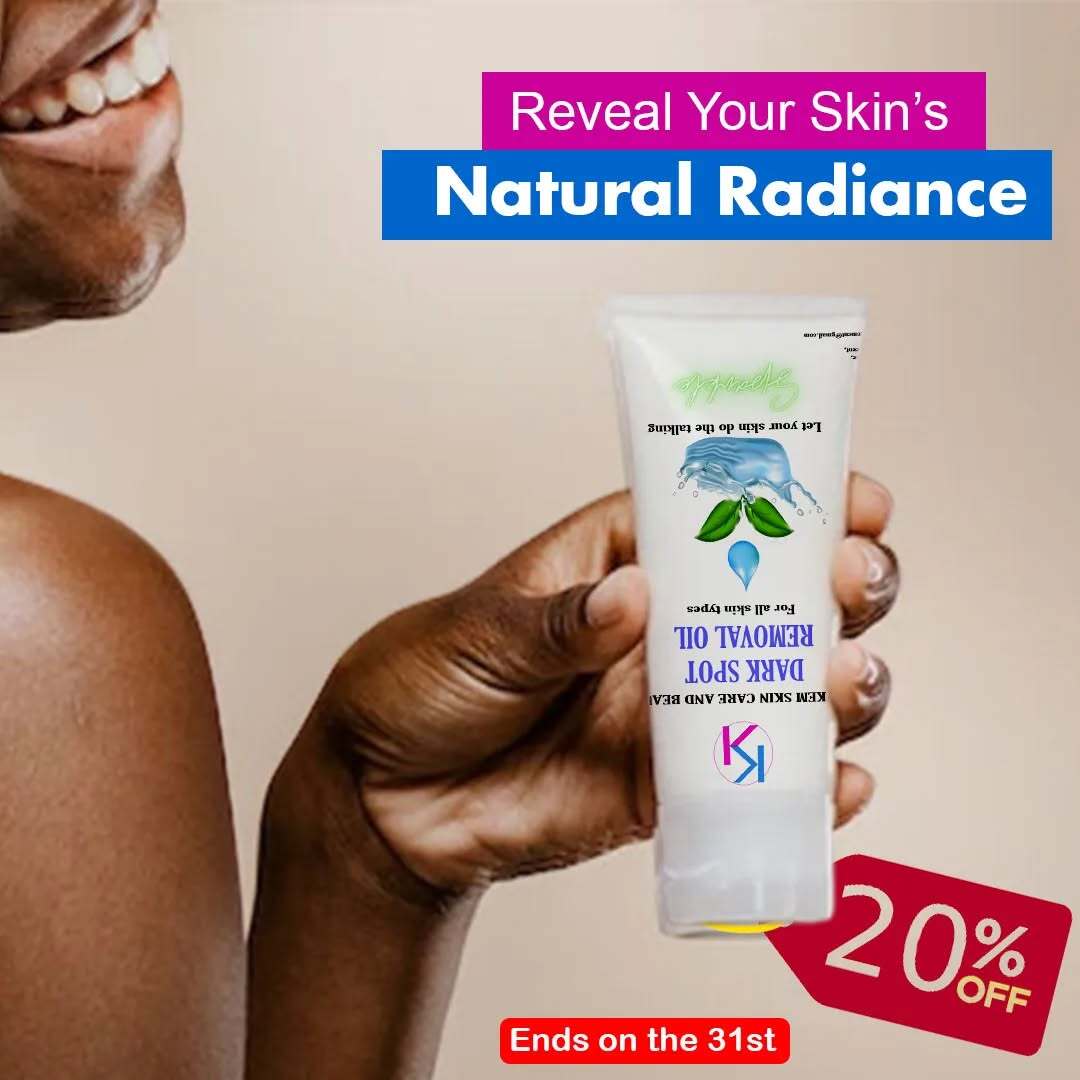 Reveal Your Skin’s
Natural Radiance
Let your skin do the talking
For all skin types
REMOVAL OIL
DARK SPOT
KEM SKIN CARE AND
20%
OFF
Ends on the 31st